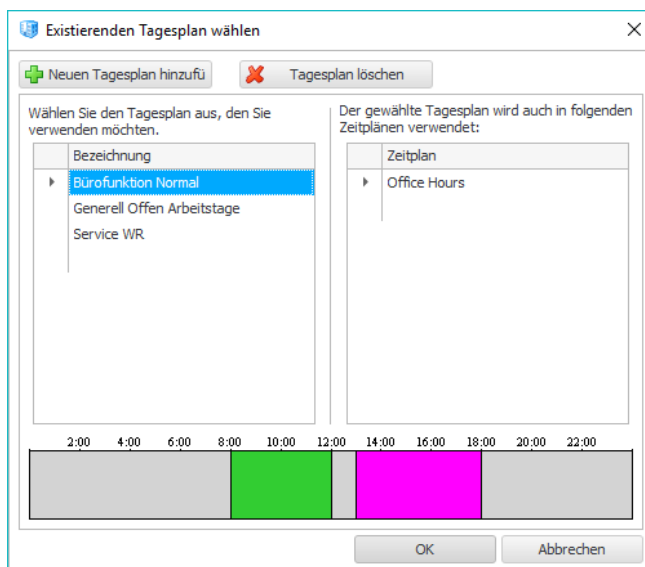 Existierenden Tagesplan wählen
Neuen Tagesplan hinzufü
Tagesplan löschen
Wählen Sie den Tagesplan aus, den Sie
verwenden möchten.
Der gewählte Tagesplan wird auch in folgenden
Zeitplänen verwendet:
Bezeichnung
Bürofunktion Normal
Generell Offen Arbeitstage
Service WR
Zeitplan
Office Hours
2:00 4:00 6:00 8:00 10:00 12:00 14:00 16:00 18:00 20:00 22:00
OK
Abbrechen